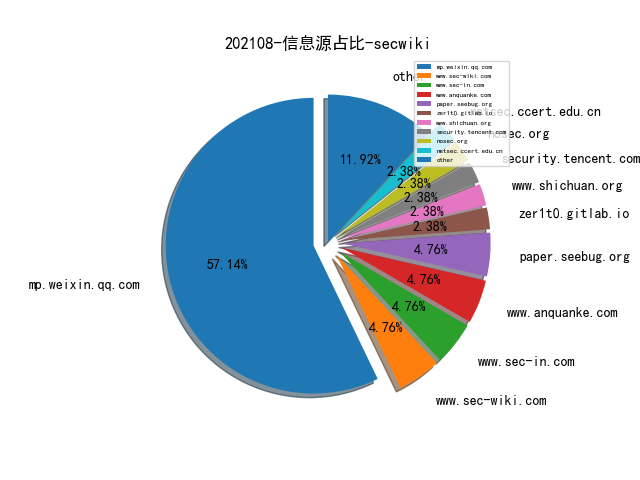 202108-信息源占比-secwiki
other
mp.weixin.qq.com
www.sec-wiki.com
www.sec-in.com
www.anquanke.com
paper.seebug.org
zer1t0.gitlab.io
www.shichuan.org
security.tencent.com
nosec.org
netsec.ccert.edu.cn
other
netsec.ccert.edu.cn
nosec.org
security.tencent.com
www.shichuan.org
zer1t0.gitlab.io
paper.seebug.org
www.anquanke.com
www.sec-in.com
www.sec-wiki.com
mp.weixin.qq.com
11.92%
2.38%
2.38%
2.38%
2.38%
2.38%
4.76%
4.76%
4.76%
4.76%
57.14%